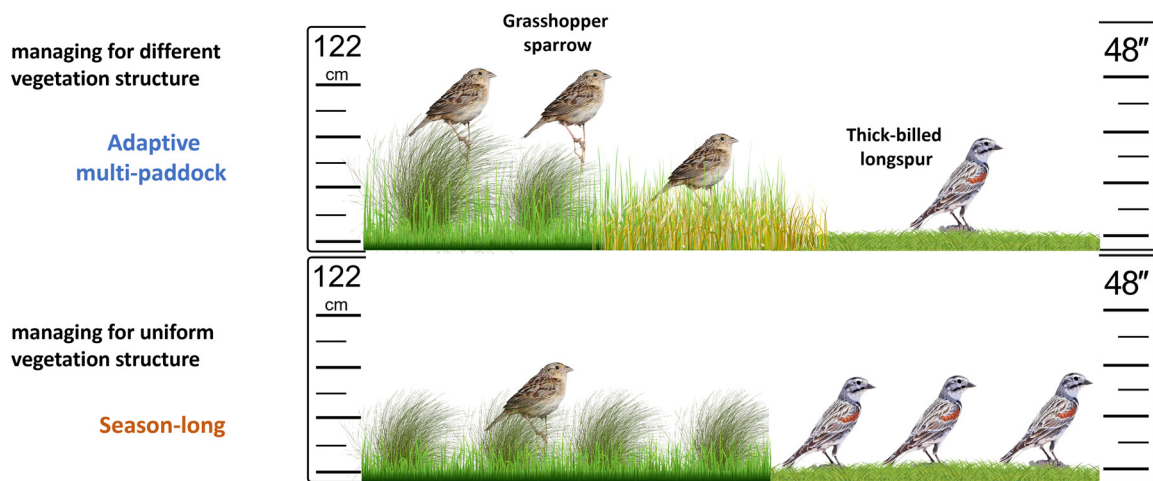 managing for different
vegetation structure
Adaptive
multi-paddock
122
cm
Grasshopper
sparrow
Thick-billed
longspur
48"
managing for uniform
vegetation structure
Season-long
122
cm
48"